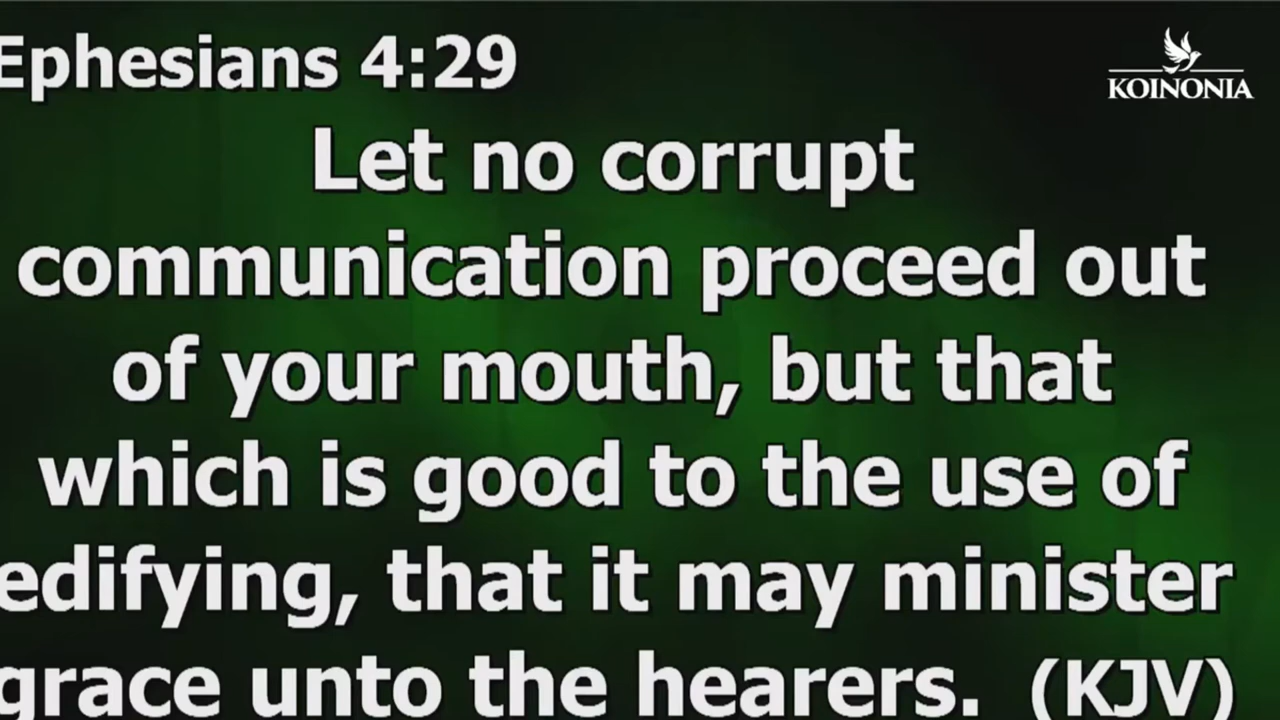 Ephesians 4:29
KOINONIA
Let no corrupt
communication proceed out
of your mouth, but that
which is good to the use of
edifying, that it may minister
grace unto the hearers. (KJV)